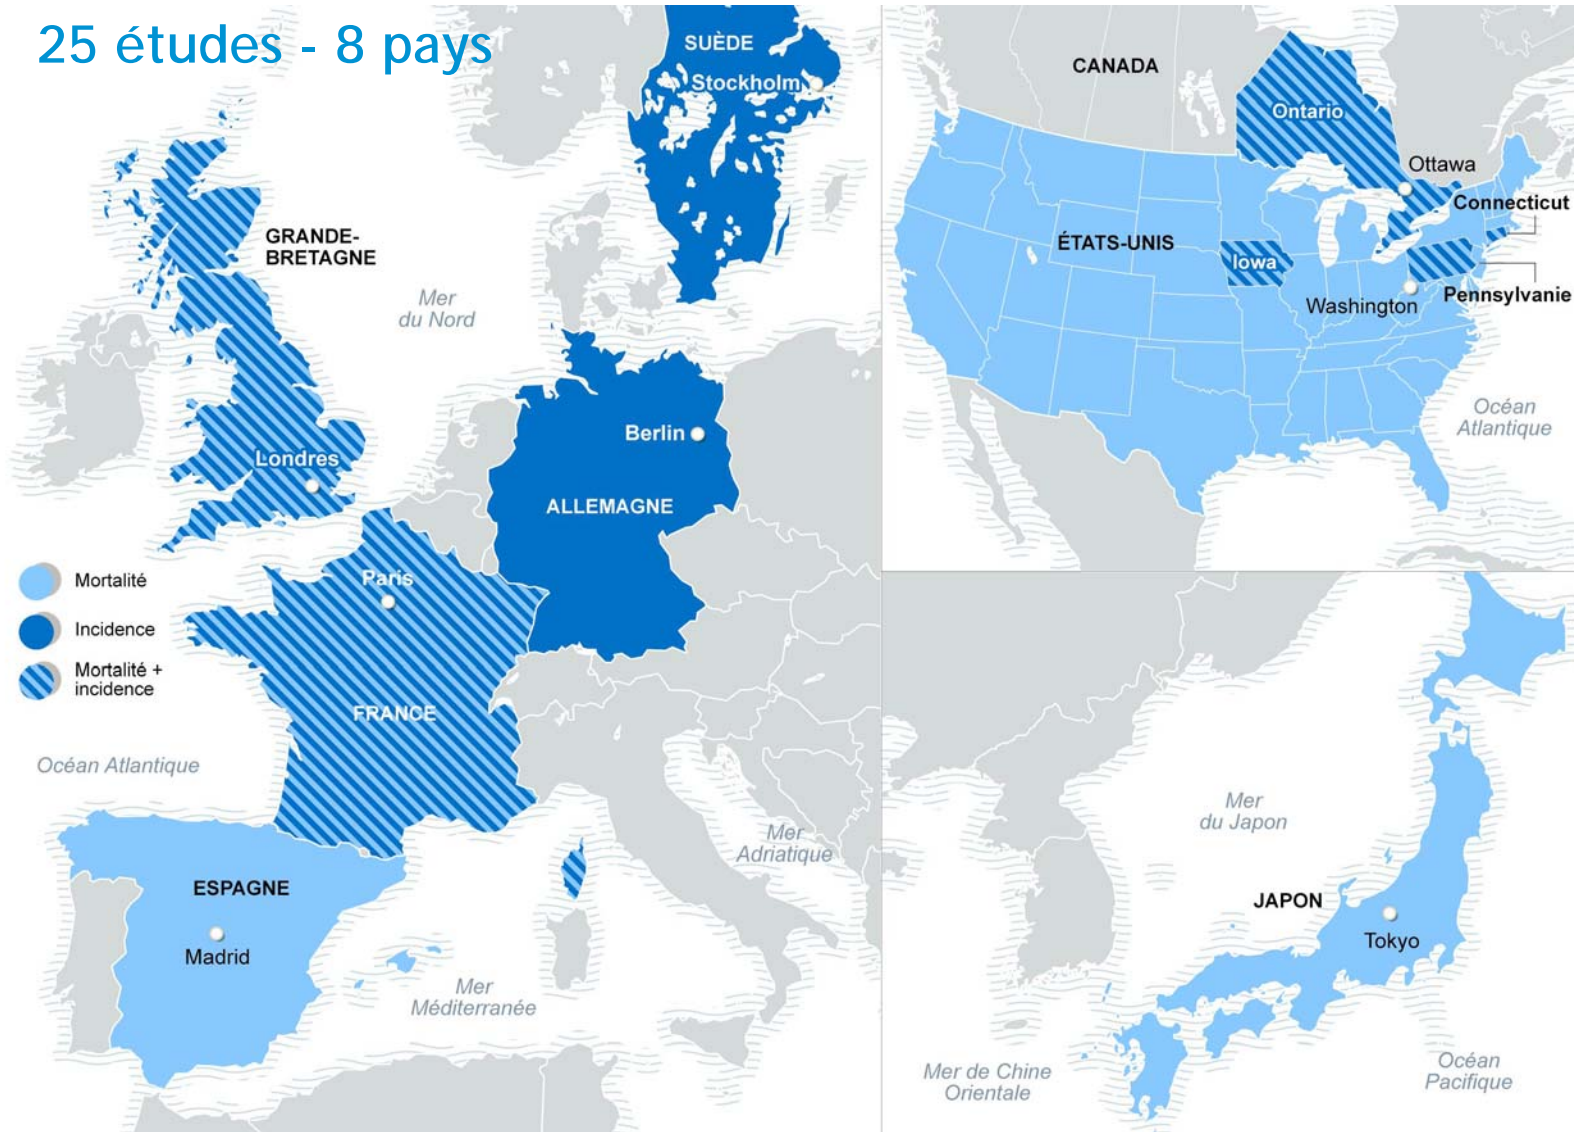 25 études - 8 pays
SUÈDE
Stockholm
GRANDE-
BRETAGNE
Mer
du Nord
Londres
Berlin
ALLEMAGNE
Mortalité
Incidence
Mortalité +
incidence
Paris
FRANCE
Océan Atlantique
Mer
Adriatique
ESPAGNE
Madrid
Mer
Méditerranée
CANADA
Ontario
Ottawa
Connecticut
ÉTATS-UNIS
Iowa
Pennsylvanie
Washington
Océan
Atlantique
Mer
du Japon
JAPON
Tokyo
Mer de Chine
Orientale
Océan
Pacifique